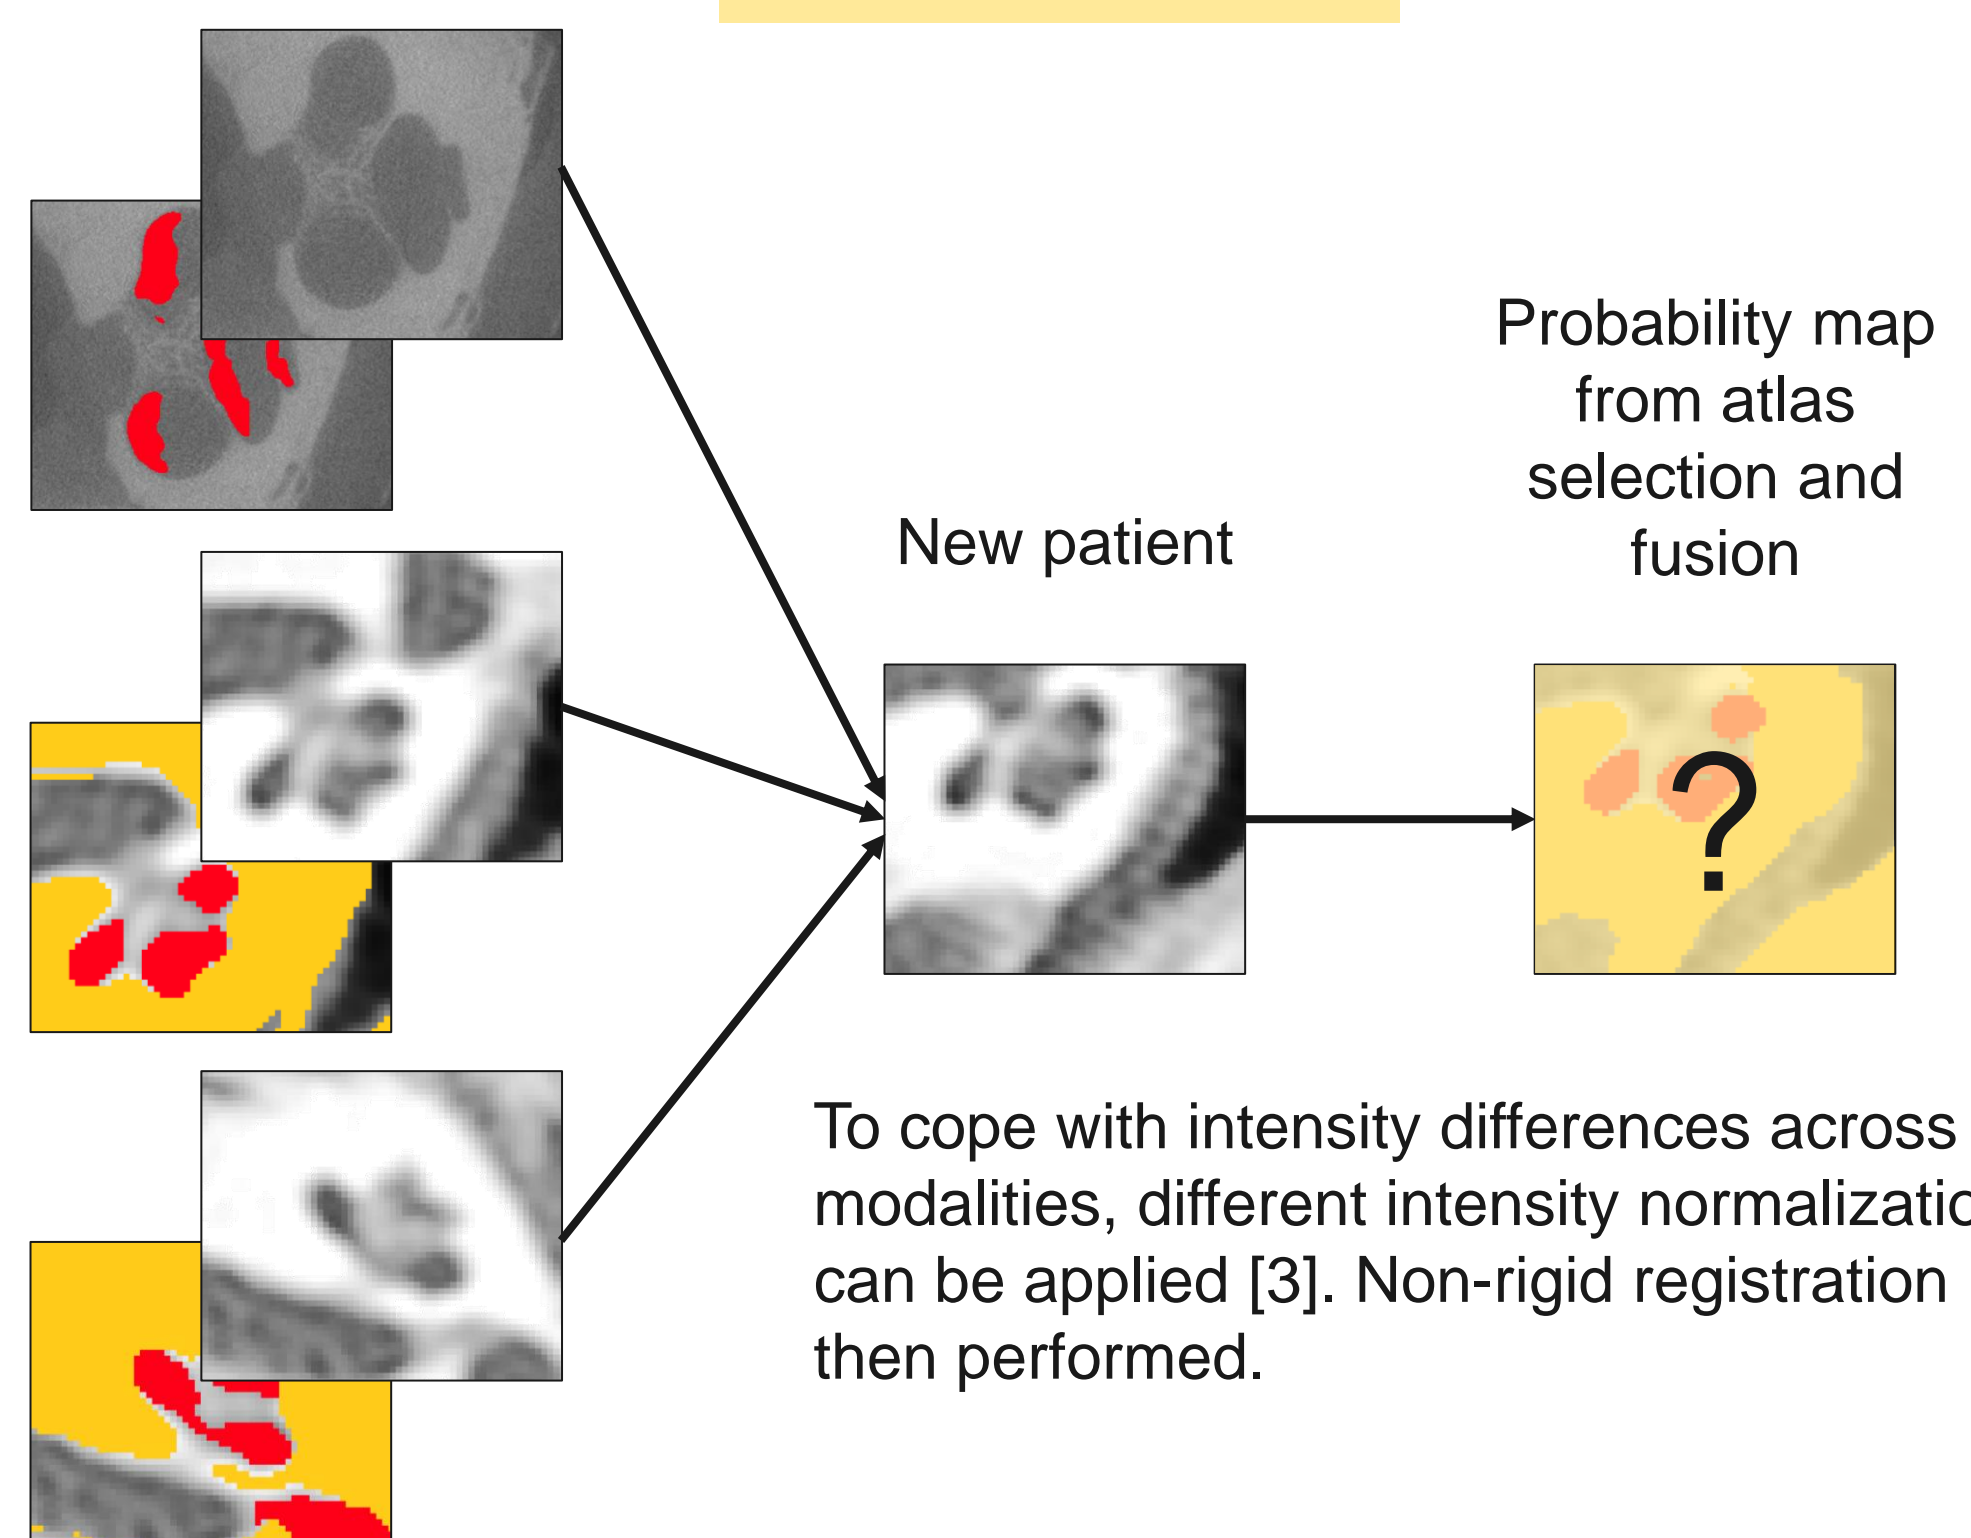 New patient
Probability map
from atlas
selection and
fusion
?
To cope with intensity differences across
modalities, different intensity
can be applied [3]. Non-rigid registration
then performed.